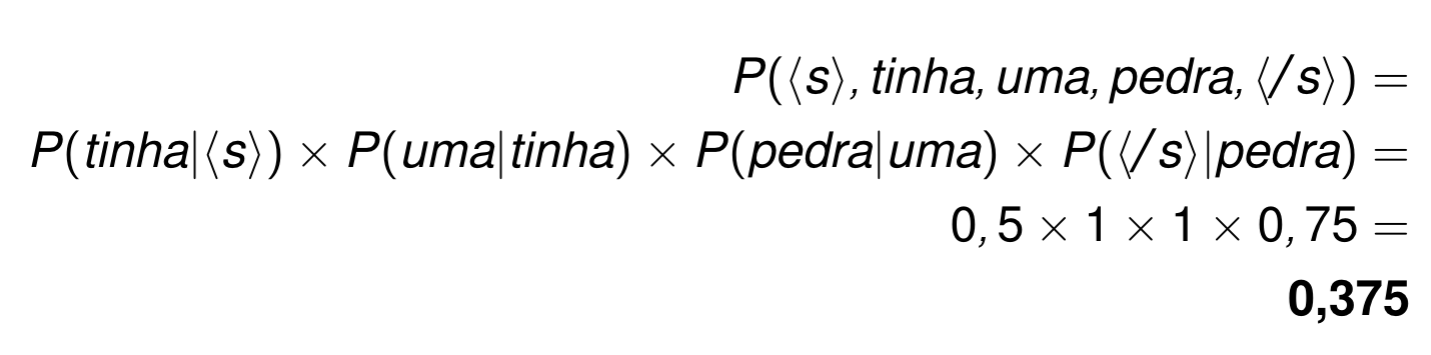 P(⟨s⟩, tinha, uma, pedra, ⟨/s⟩) =
P(tinha|⟨s⟩) × P(uma|tinha) × P(pedra|uma) × P(⟨/s⟩|pedra) =
0, 5 × 1 × 1 × 0, 75 =
0,375